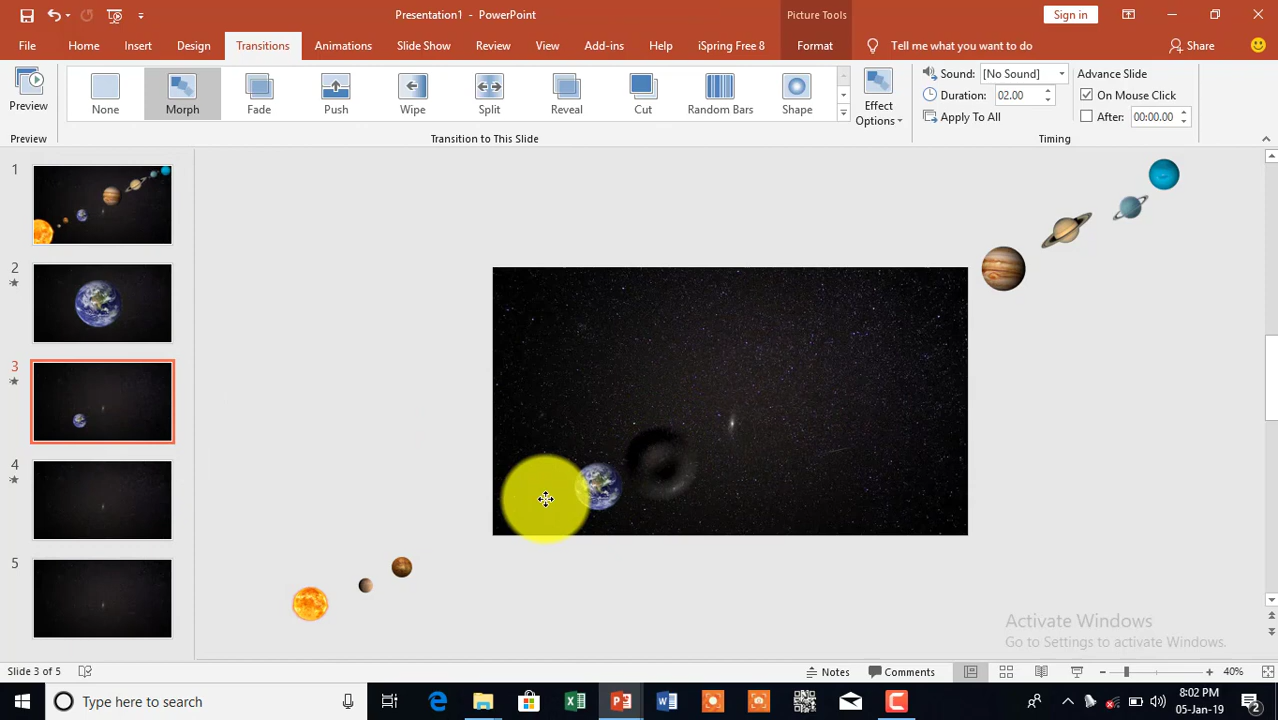 Presentation1 - PowerPoint
Picture Tools
Sign in
File
Home
Insert
Design
Transitions
Animations
Slide Show
Review
View
Add-ins
Help
iSpring Free 8
Format
Tell me what you want to do
Share
Preview
None
Morph
Fade
Push
Wipe
Split
Reveal
Cut
Random Bars
Shape
Effect
Options
Sound:
[No Sound]
Duration:
02.00
Apply To All
Advance Slide
On Mouse Click
After:
00:00.00
Preview
Transition to This Slide
Timing
1
2
3
4
5
Activate Windows
Go to Settings to activate Windows.
Slide 3 of 5
Notes
Comments
40%
Type here to search
8:02 PM
05-Jan-19
2